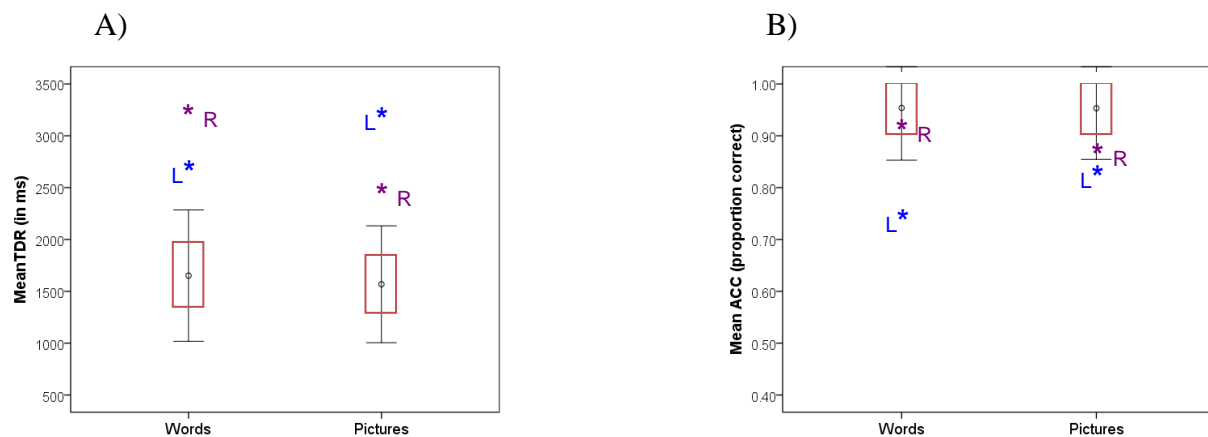 A)
MeanTDR (in ms)
3500
3000
2500
2000
1500
1000
500
R
L
L
R
Words
Pictures
B)
Mean ACC (proportion correct)
1.00
0.90
0.80
0.70
0.60
0.50
0.40
R
L
R
L
Words
Pictures